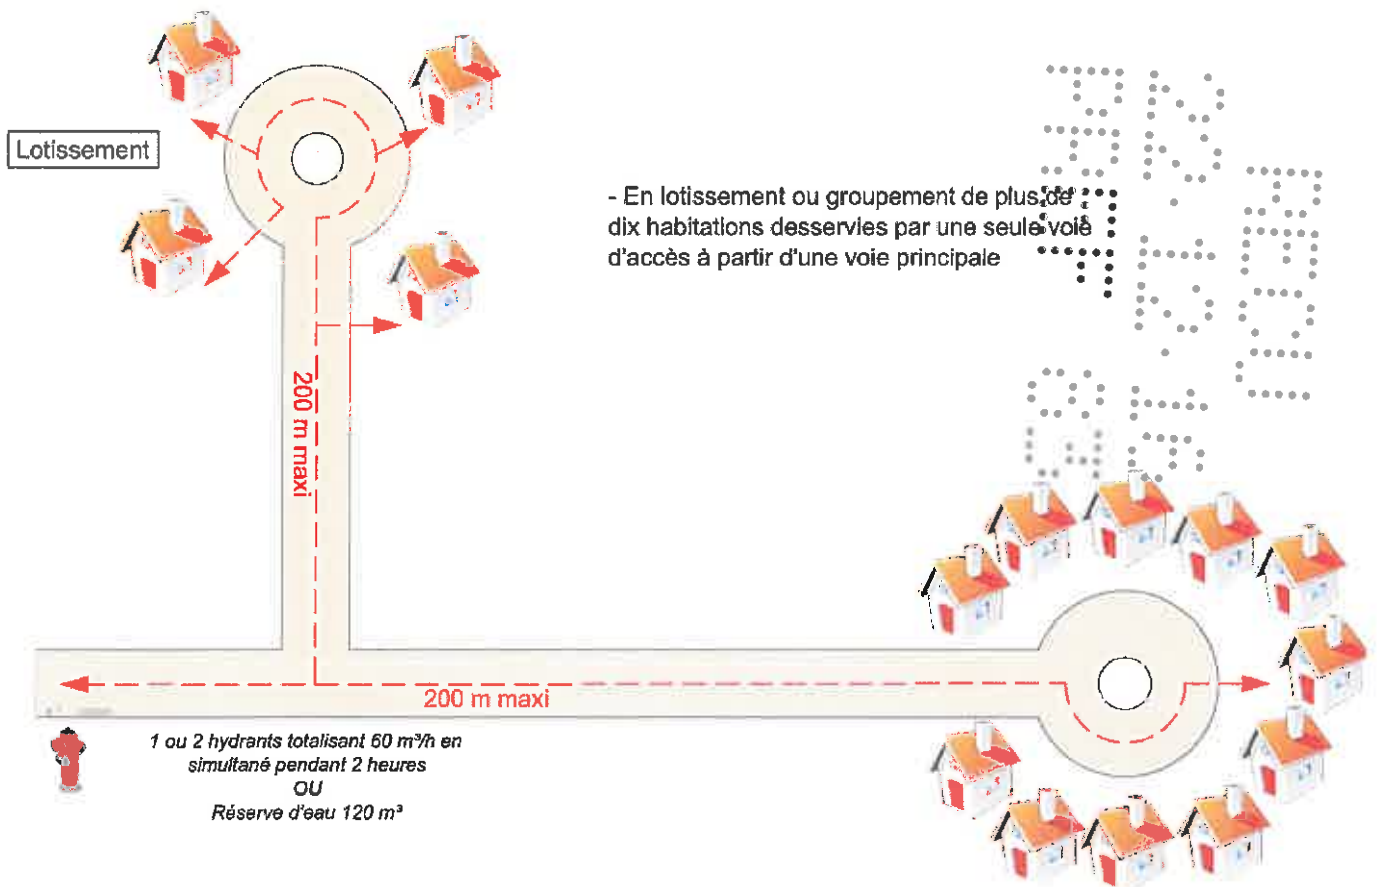 Lotissement
- En lotissement ou groupement de plus de
dix habitations desservies par une seule voie
d'accès à partir d'une voie principale
200 m maxi
200 m maxi
1 ou 2 hydrants totalisant 60 m³/h en
simultané pendant 2 heures
OU
Réserve d'eau 120 m³